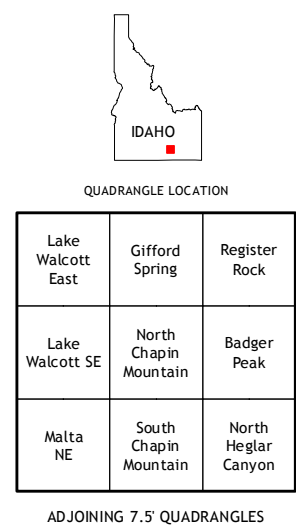 IDAHO
QUADRANGLE LOCATION
Lake
Walcott
East
Gifford
Spring
Register
Rock
Lake
Walcott SE
North
Chapin
Mountain
Badger
Peak
Malta
NE
South
Chapin
Mountain
North
Heglar
Canyon
ADJOINING 7.5' QUADRANGLES